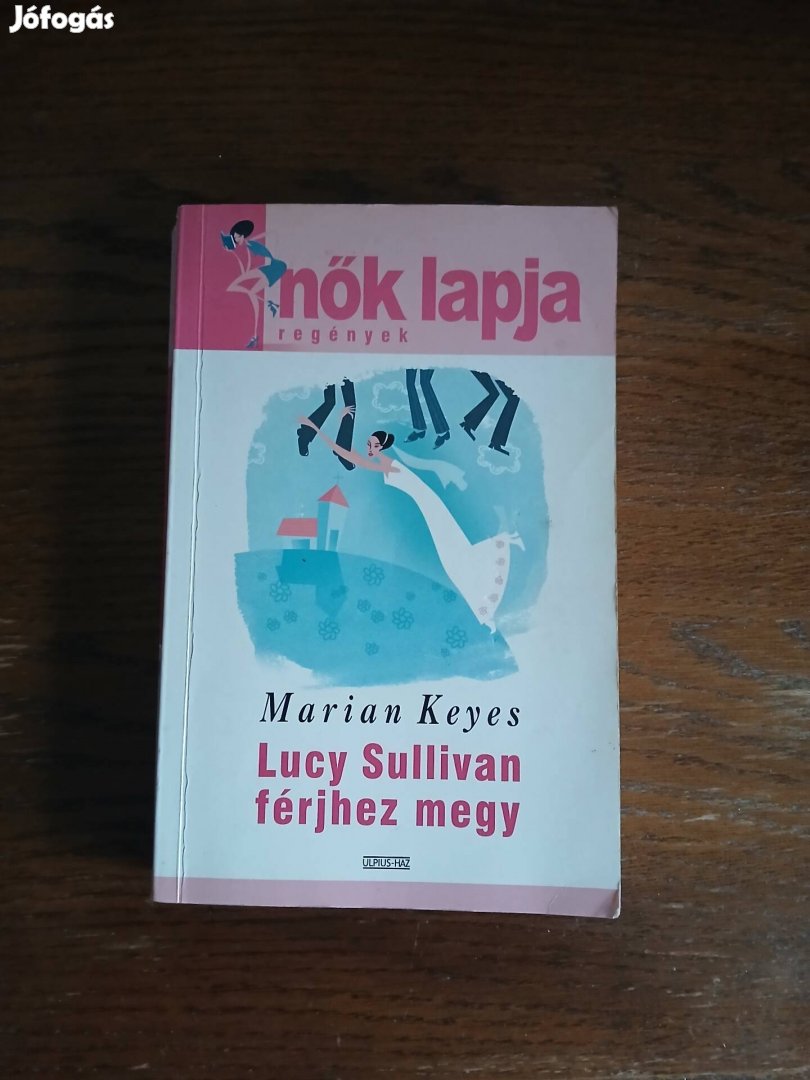 Jófogás
nők lapja
regények
Marian Keyes
Lucy Sullivan
férjhez megy
ULPIUS-HÁZ